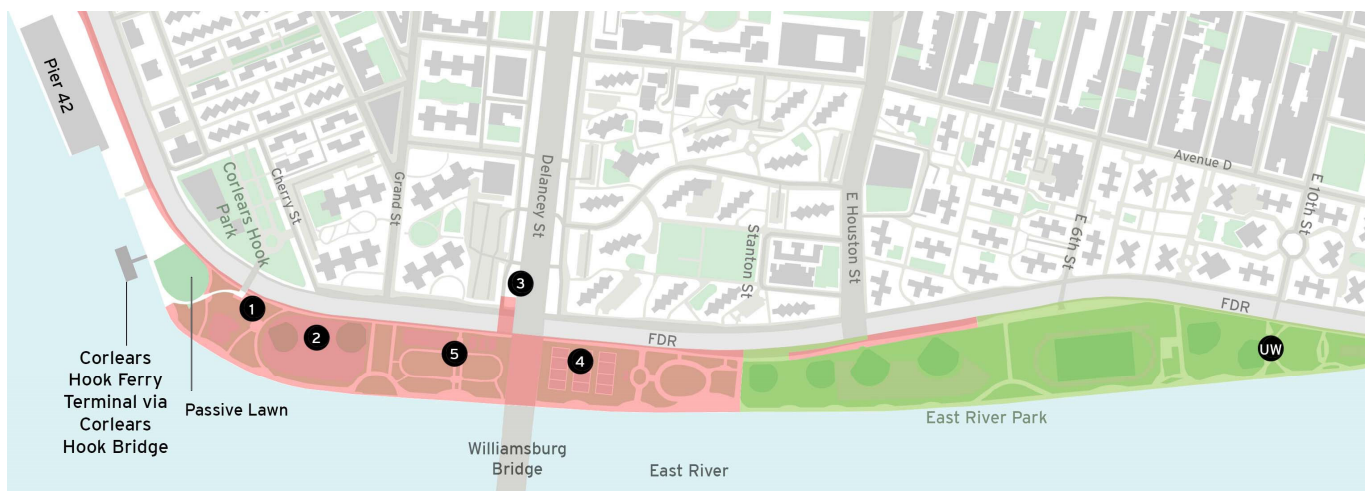 Pier 42
Corlears Hook
Park
Cherry St
Grand St
Delancey St
Stanton St
E Houston St
E 6th St
Avenue D
E 10th St
FDR
FDR
1
2
3
5
4
UW
Corlears
Hook Ferry
Terminal via
Corlears
Hook Bridge
Passive Lawn
Williamsburg
Bridge
East River
East River Park